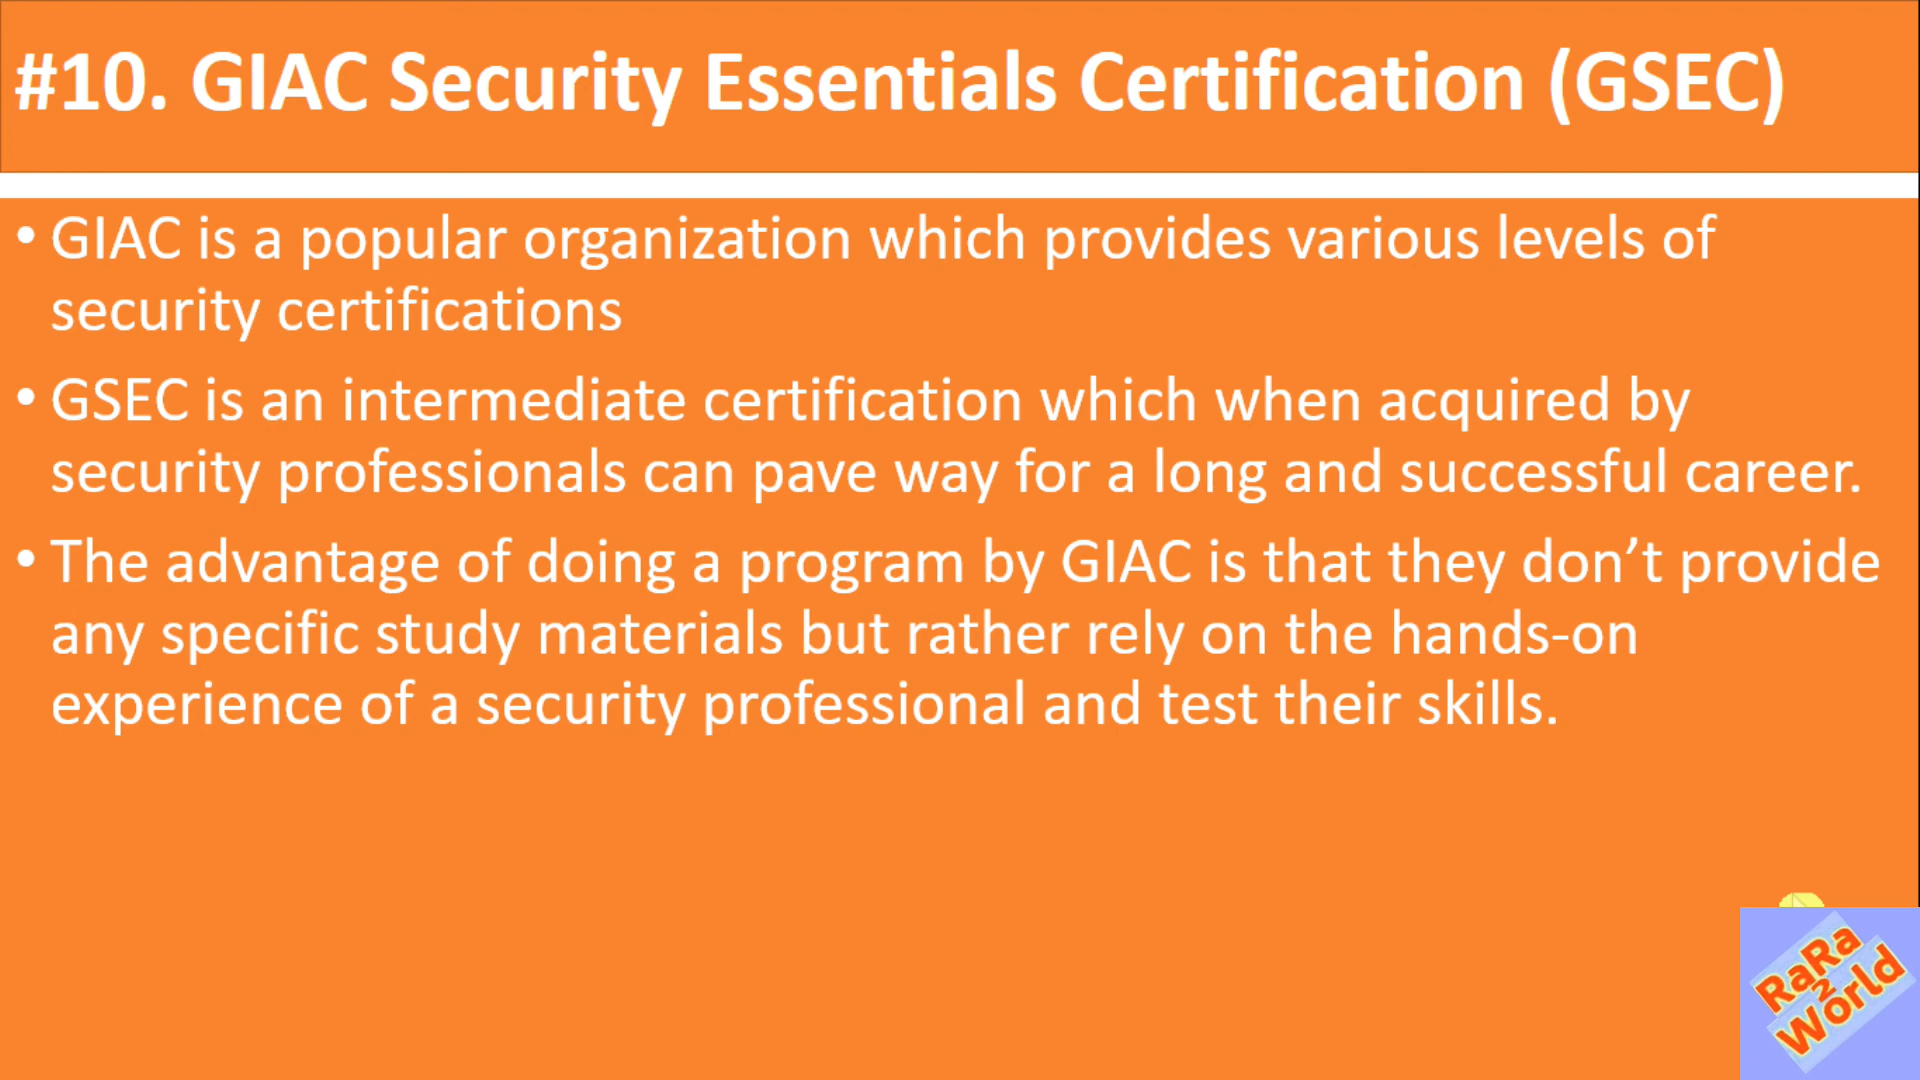 #10. GIAC Security Essentials Certification (GSEC)
• GIAC is a popular organization which provides various levels of
security certifications
• GSEC is an intermediate certification which when acquired by
security professionals can pave way for a long and successful career.
• The advantage of doing a program by GIAC is that they don’t provide
any specific study materials but rather rely on the hands-on
experience of a security professional and test their skills.
RaRa
2
World